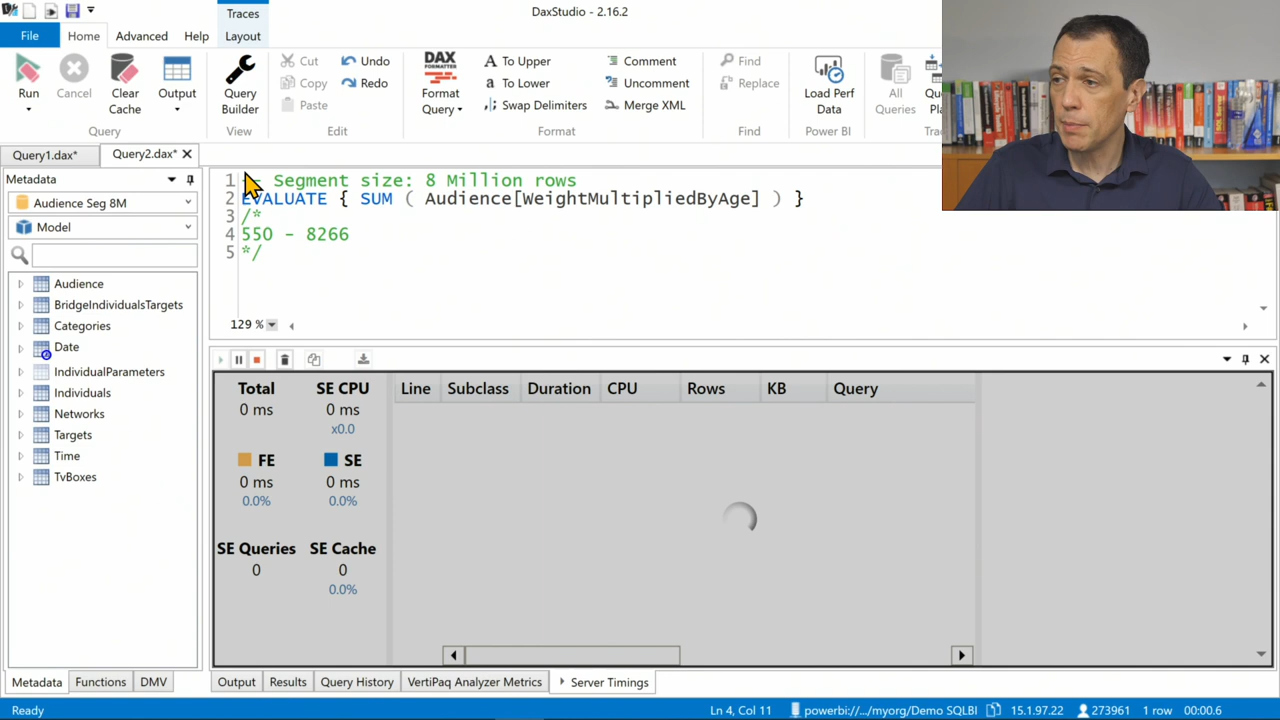 Traces
DaxStudio - 2.16.2
File
Home
Advanced
Help
Layout
Run
Cancel
Clear
Cache
Output
Query
Query
Builder
View
Cut
Copy
Paste
Undo
Redo
Edit
DAX
FORMATTER
Format
Query
To Upper
To Lower
Swap Delimiters
Comment
Uncomment
Merge XML
Format
Find
Replace
Find
Load Perf
Data
Power BI
All
Queries
Query1.dax*
Query2.dax*
Metadata
Audience Seg 8M
Model
Audience
BridgeIndividualsTargets
Categories
Date
IndividualParameters
Individuals
Networks
Targets
Time
TvBoxes
1 -- Segment size: 8 Million rows
2 EVALUATE { SUM ( Audience[WeightMultipliedByAge] ) }
3 /*
4 550 - 8266
5 */
129 %
Total
SE CPU
0 ms
0 ms
x0.0
FE
SE
0 ms
0 ms
0.0%
0.0%
SE Queries
SE Cache
0
0
0.0%
Line
Subclass
Duration
CPU
Rows
KB
Query
Metadata
Functions
DMV
Output
Results
Query History
VertiPaq Analyzer Metrics
Server Timings
Ready
Ln 4, Col 11
powerbi://.../myorg/Demo SQLBI
15.1.97.22
273961
1 row
00:00.6